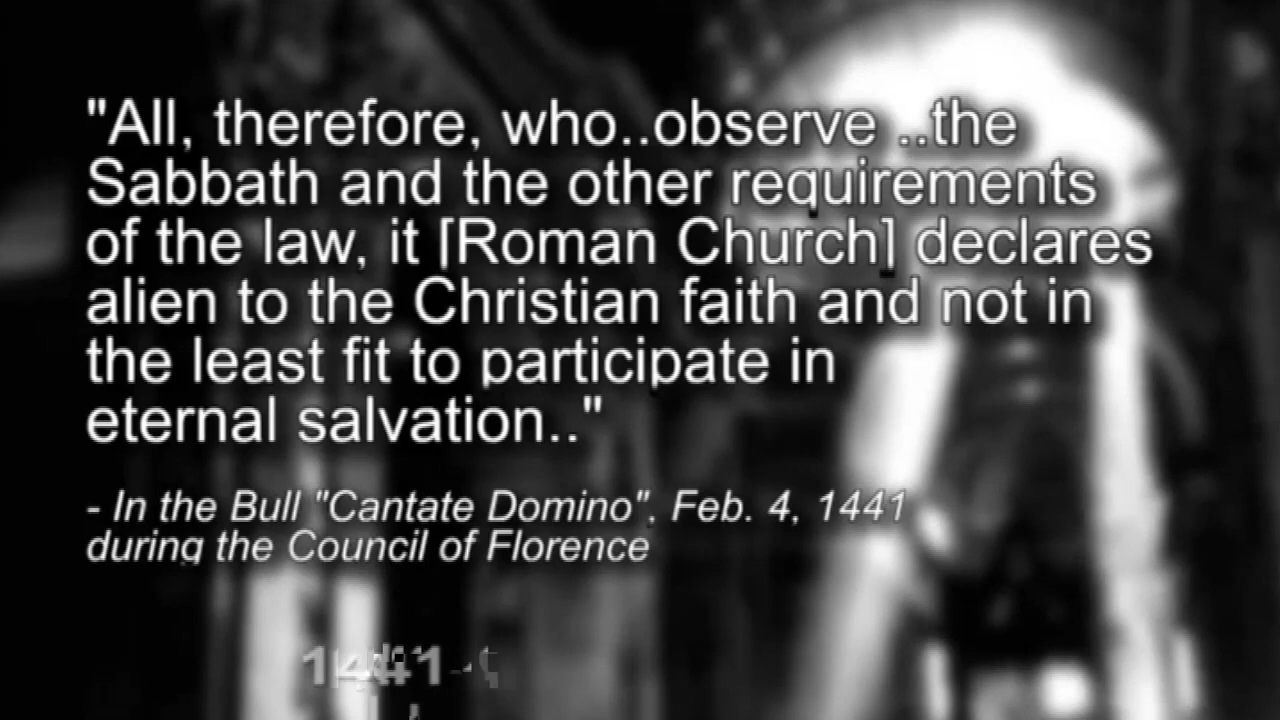 "All, therefore, who..observe ..the
Sabbath and the other requirements
of the law, it [Roman Church] declares
alien to the Christian faith and not in
the least fit to participate in
eternal salvation.."
- In the Bull "Cantate Domino", Feb. 4, 1441
during the Council of Florence
1441